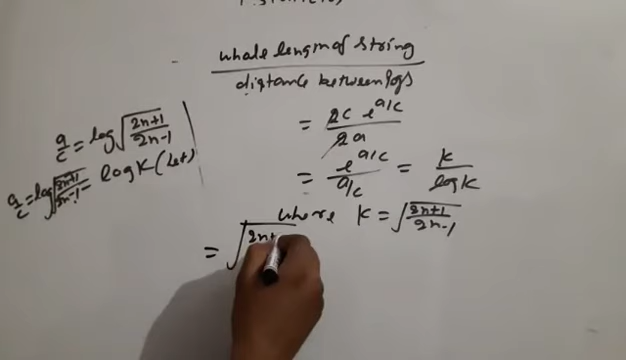 whole length of string
distance between pegs
= 2c e^a/c / 2a
a/c = log √(2n+1 / 2n-1)
= log K (let)
a/c = log √(2n+1 / 2n-1) =
= e^a/c / a/c = K / log K
where K = √(2n+1 / 2n-1)
= √2n+